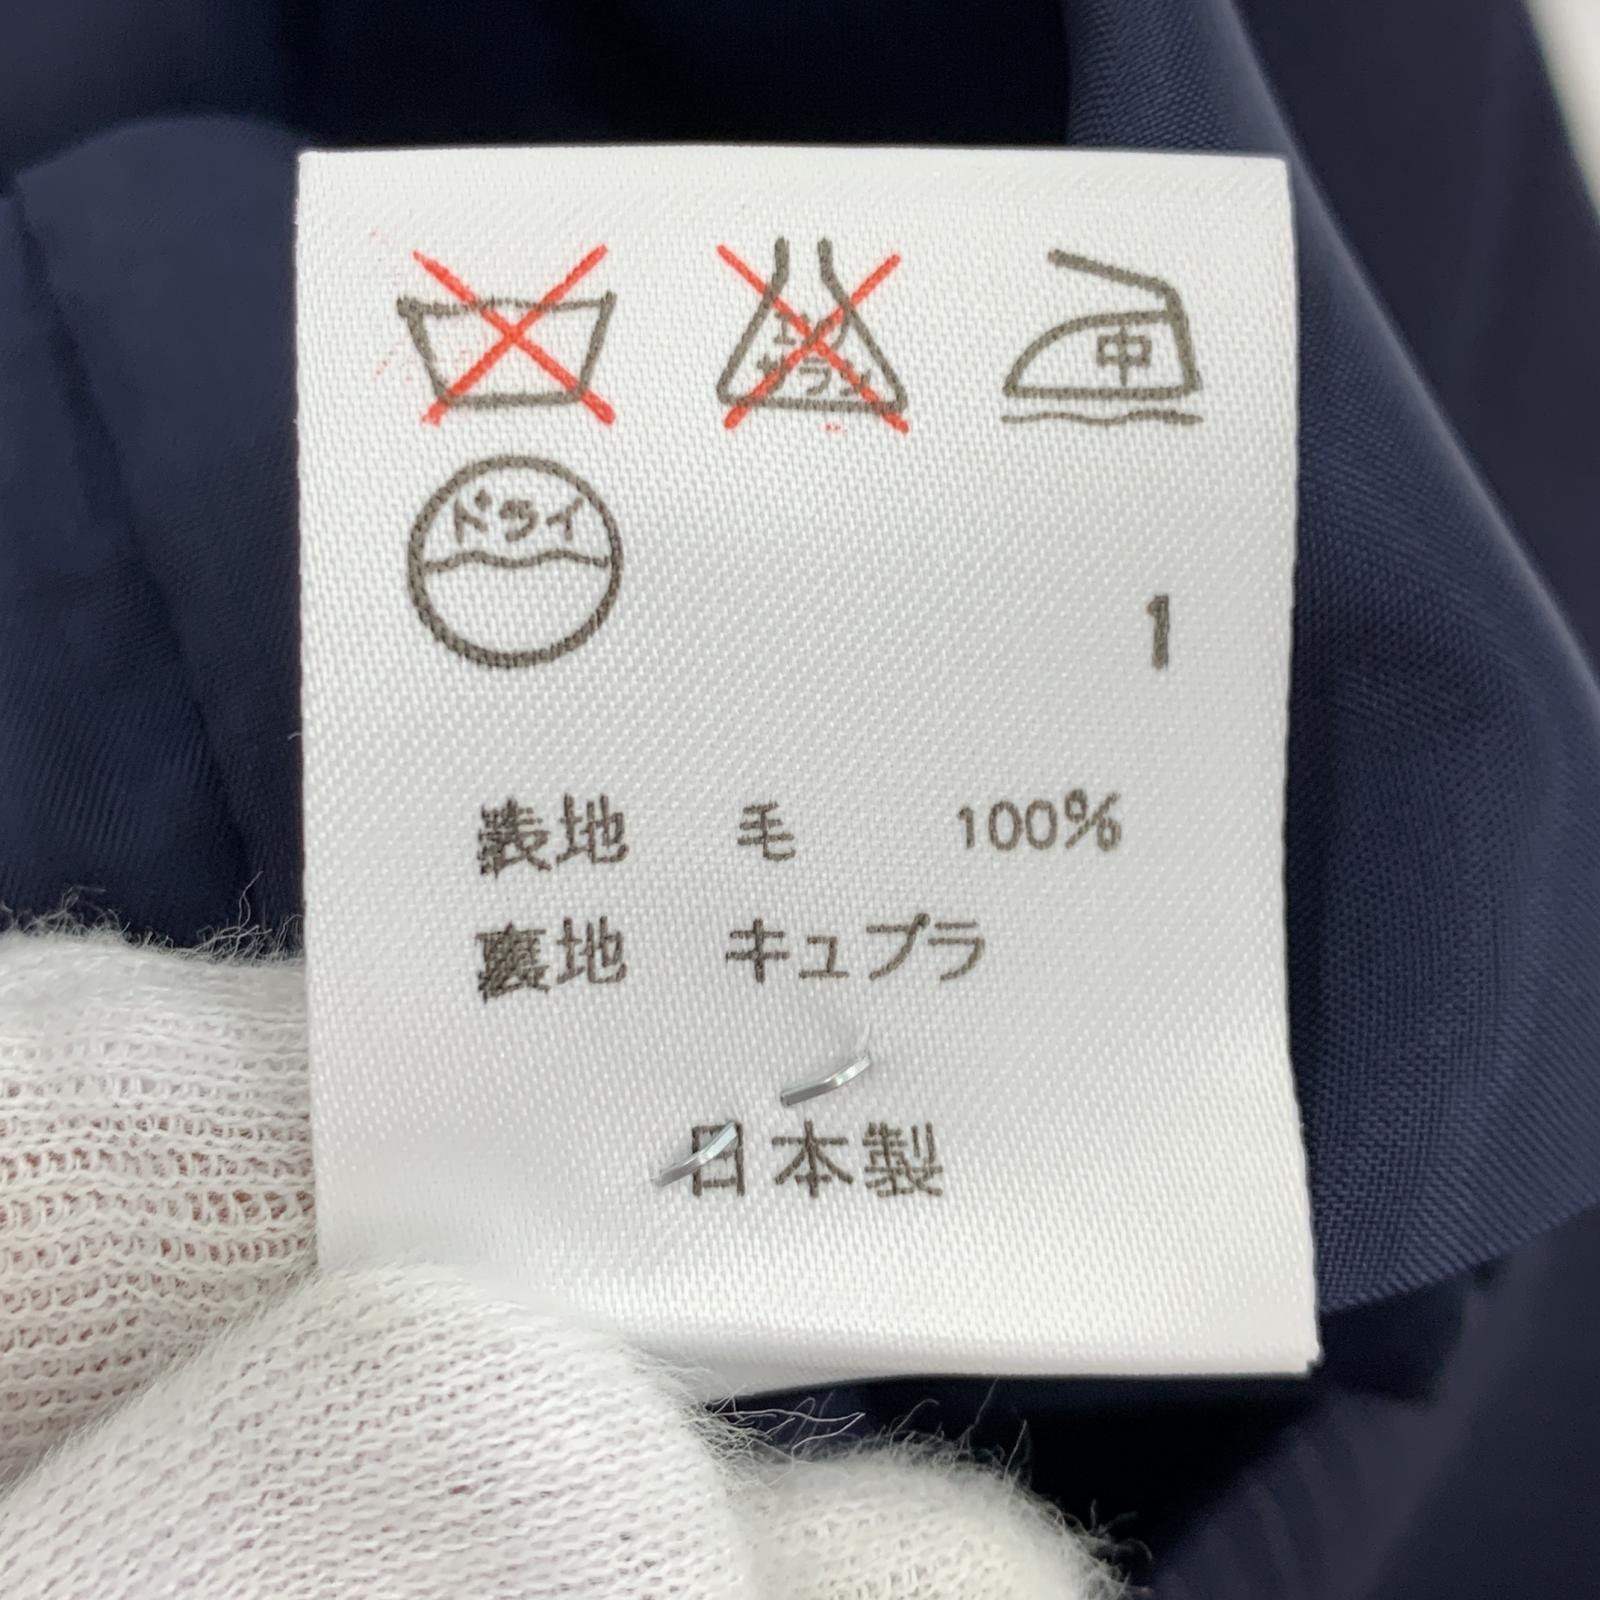 エン
サラシ
中
ドライ
1
表地 毛 100%
裏地 キュプラ
日本製